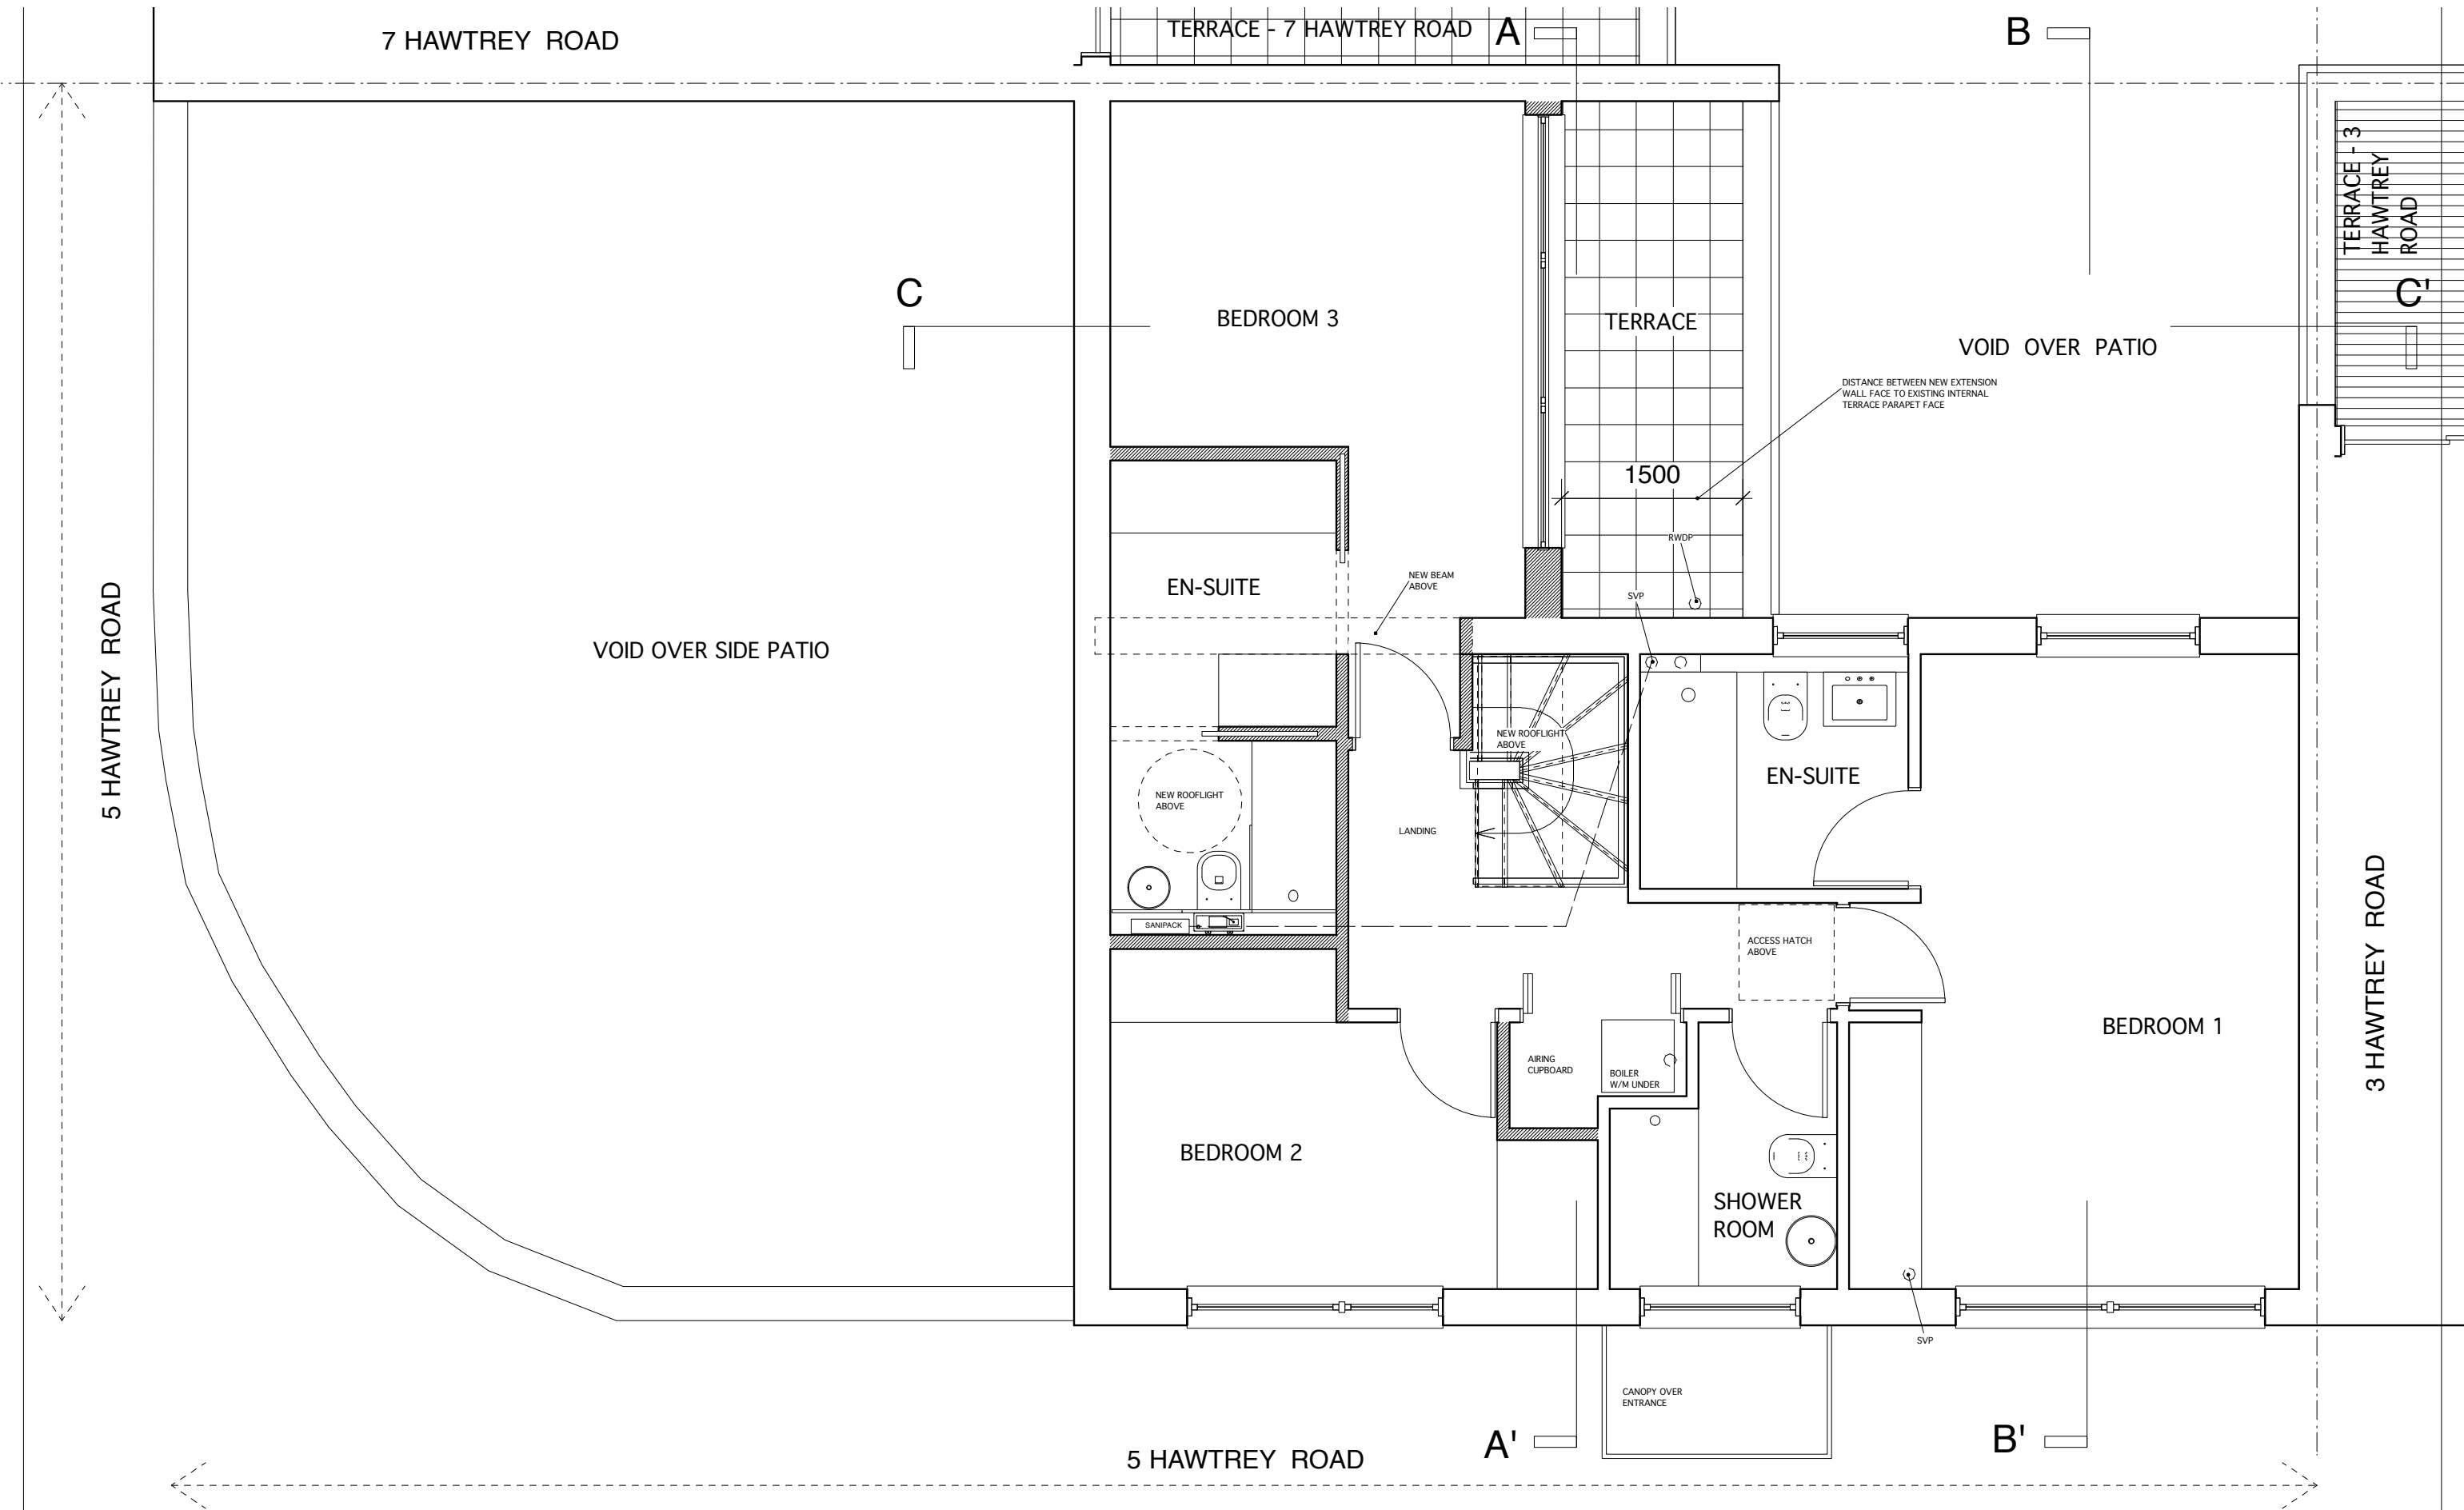 7 HAWTREY ROAD
TERRACE - 7 HAWTREY ROAD
A
B
TERRACE - 3
HAWTREY
ROAD
C
C'
BEDROOM 3
TERRACE
VOID OVER PATIO
DISTANCE BETWEEN NEW EXTENSION
WALL FACE TO EXISTING INTERNAL
TERRACE PARAPET FACE
1500
RWDP
SVP
NEW BEAM
ABOVE
EN-SUITE
5 HAWTREY ROAD
VOID OVER SIDE PATIO
NEW ROOFLIGHT
ABOVE
EN-SUITE
NEW ROOFLIGHT
ABOVE
LANDING
SANIPACK
ACCESS HATCH
ABOVE
3 HAWTREY ROAD
BEDROOM 1
AIRING
CUPBOARD
BOILER
W/M UNDER
BEDROOM 2
SHOWER
ROOM
SVP
CANOPY OVER
ENTRANCE
A'
B'
5 HAWTREY ROAD